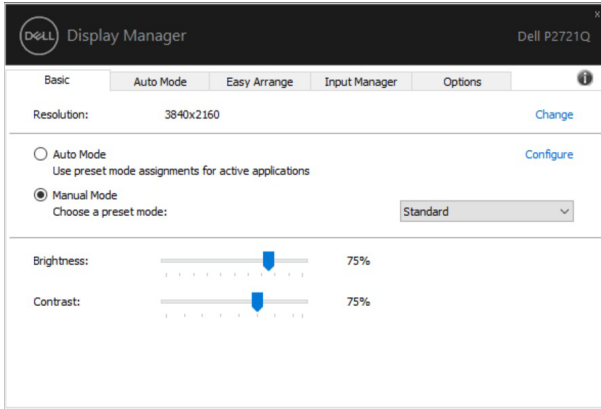 DELL Display Manager
x
Dell P2721Q
Basic Auto Mode Easy Arrange Input Manager Options i
Resolution: 3840x2160 Change
Auto Mode Configure
Use preset mode assignments for active applications
Manual Mode
Choose a preset mode: Standard
Brightness: 75%
Contrast: 75%